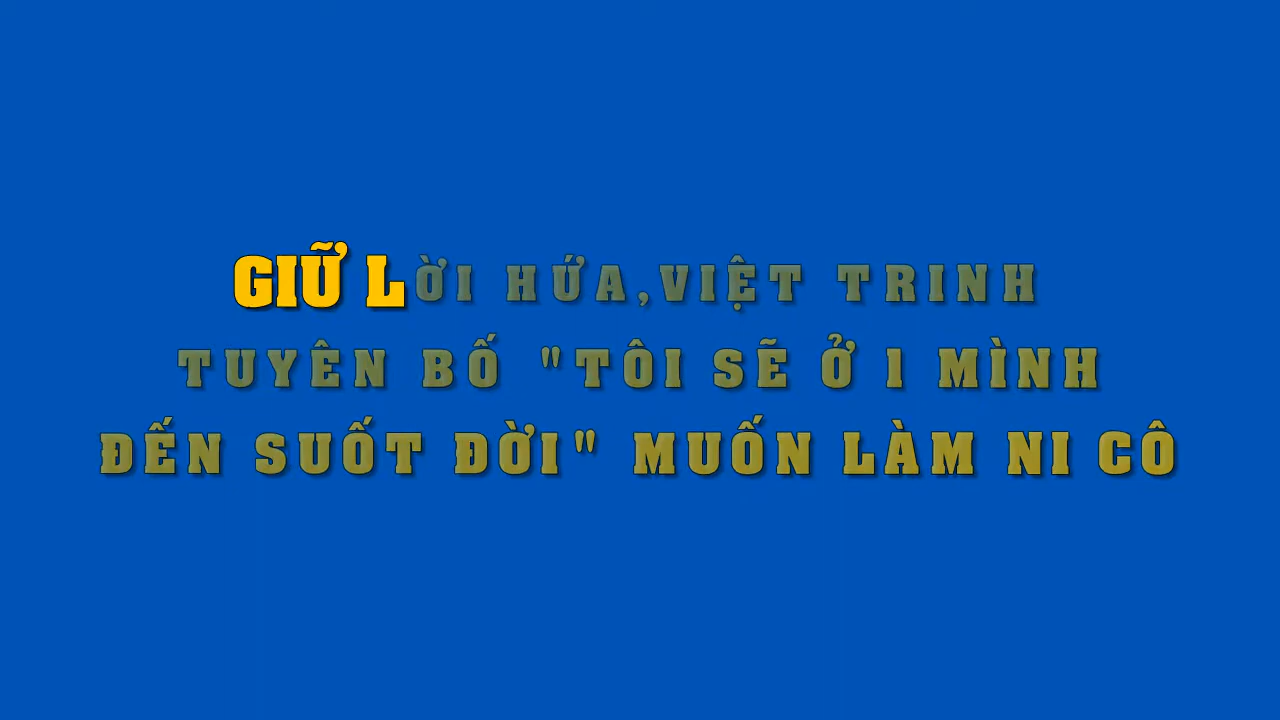 GIỮ LỜI HỨA,VIỆT TRINH
TUYÊN BỐ "TÔI SẼ Ở 1 MÌNH
ĐẾN SUỐT ĐỜI" MUỐN LÀM NI CÔ